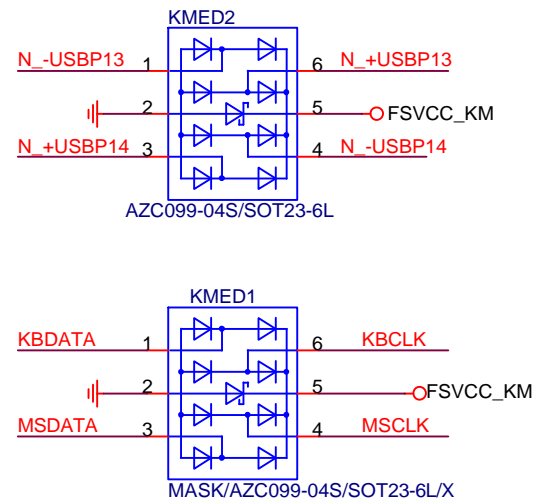 KMED2
N_-USBP13 1 6 N_+USBP13
2 5 FSVCC_KM
N_+USBP14 3 4 N_-USBP14
AZC099-04S/SOT23-6L
KMED1
KBDATA 1 6 KBCLK
2 5 FSVCC_KM
MSDATA 3 4 MSCLK
MASK/AZC099-04S/SOT23-6L/X